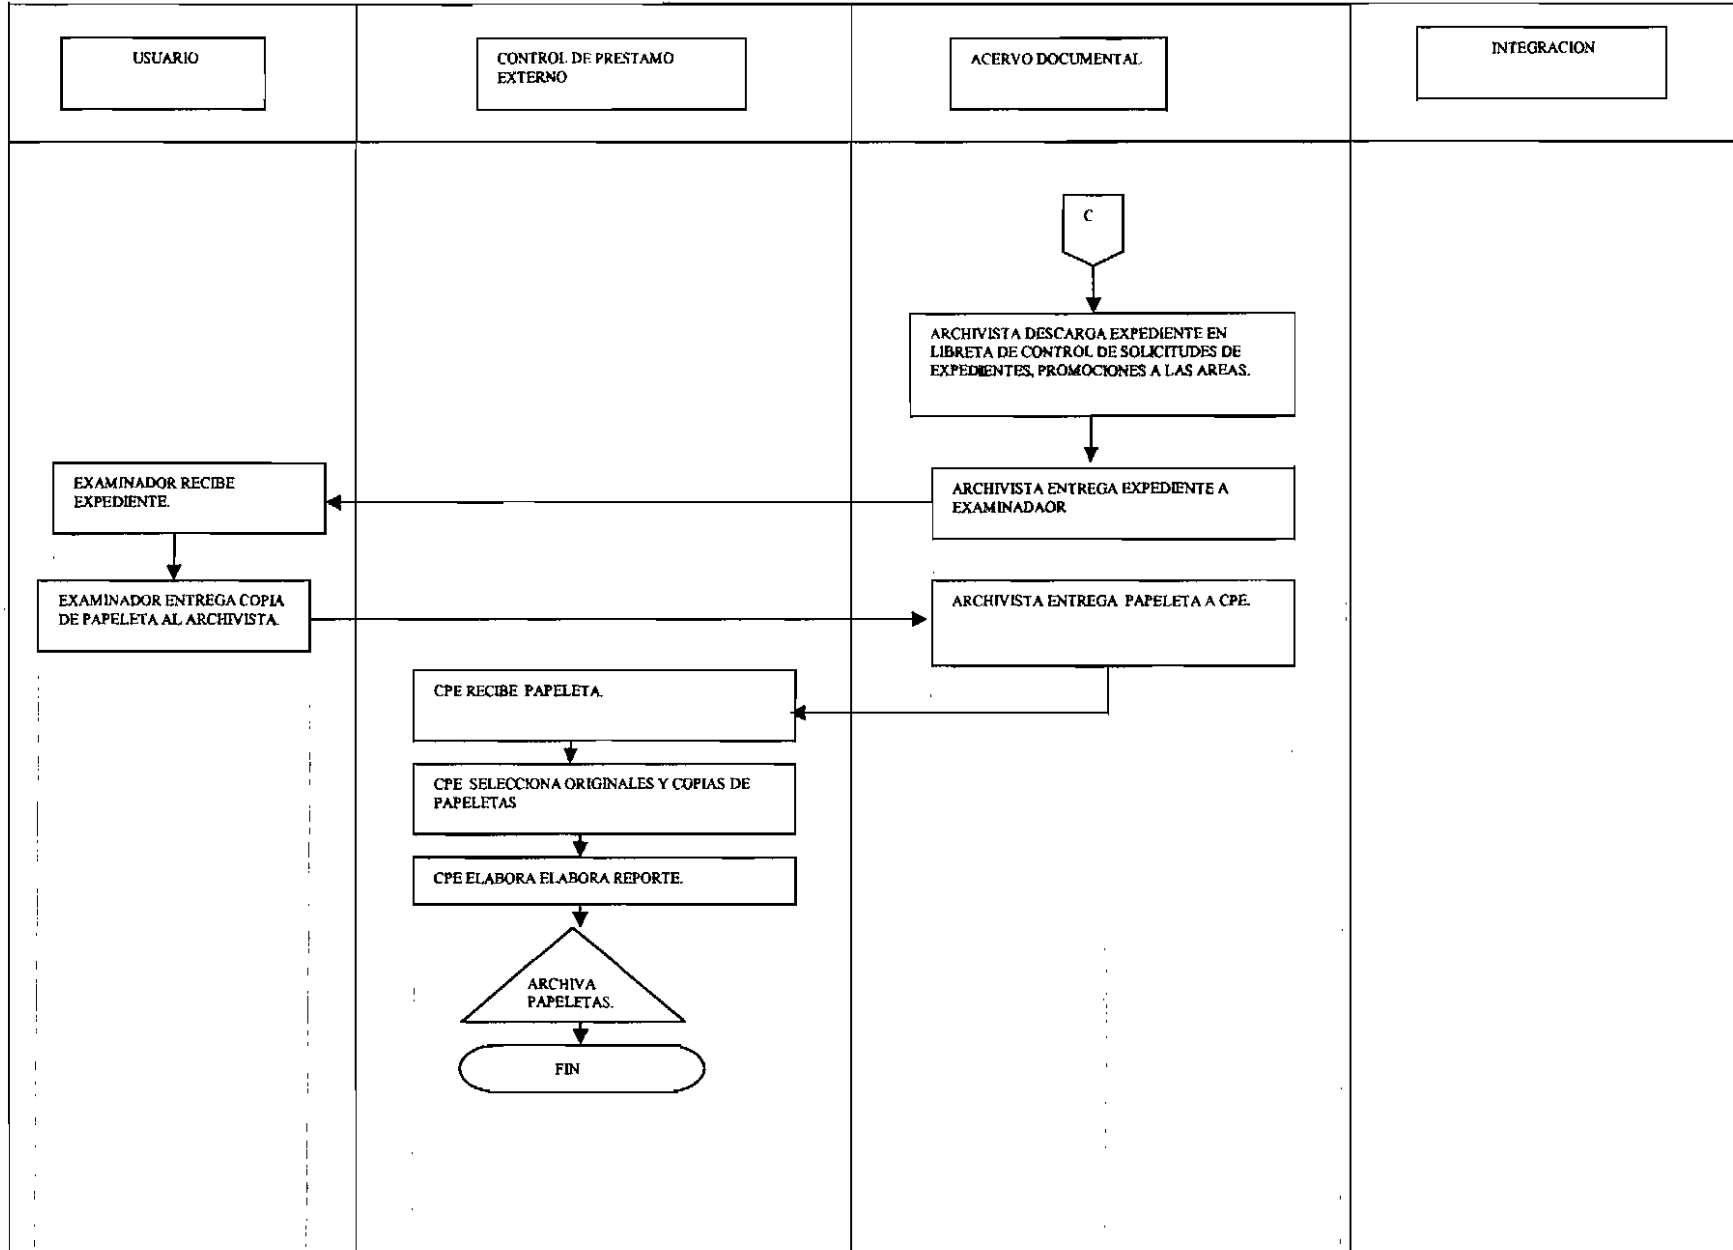 USUARIO
CONTROL DE PRESTAMO
EXTERNO
ACERVO DOCUMENTAL
INTEGRACION
C
ARCHIVISTA DESCARGA EXPEDIENTE EN
LIBRETA DE CONTROL DE SOLICITUDES DE
EXPEDIENTES, PROMOCIONES A LAS AREAS.
EXAMINADOR RECIBE
EXPEDIENTE.
ARCHIVISTA ENTREGA EXPEDIENTE A
EXAMINADAOR
EXAMINADOR ENTREGA COPIA
DE PAPELETA AL ARCHIVISTA.
ARCHIVISTA ENTREGA PAPELETA A CPE.
CPE RECIBE PAPELETA.
CPE SELECCIONA ORIGINALES Y COPIAS DE
PAPELETAS
CPE ELABORA ELABORA REPORTE.
ARCHIVA
PAPELETAS.
FIN